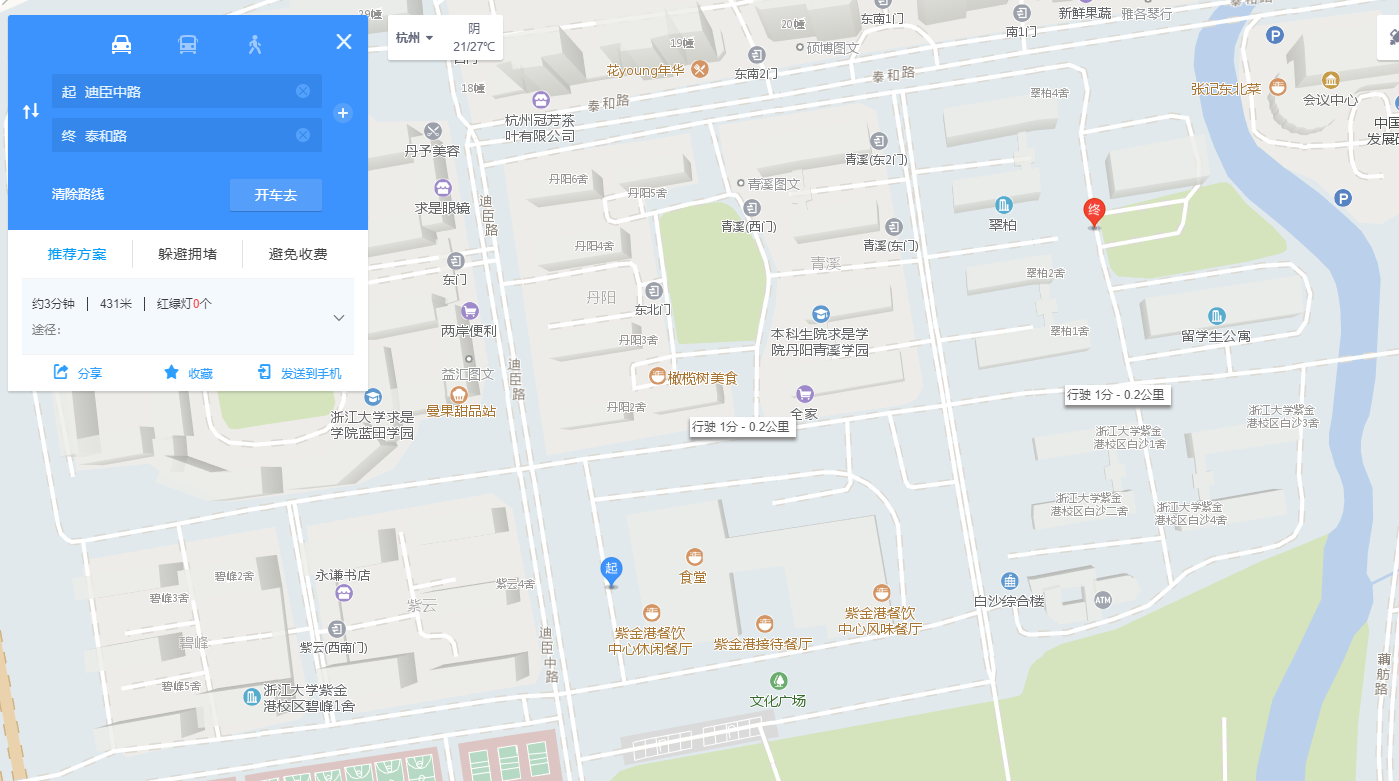 起 迪臣中路
终 泰和路
清除路线
开车去
推荐方案
躲避拥堵
避免收费
约3分钟 | 431米 | 红绿灯0个
途径:
分享
收藏
发送到手机
杭州
阴
21/27℃
20幢
19幢
18幢
硕博图文
花young年华
东南1门
东南2门
南1门
新鲜果蔬
雅各琴行
泰和路
泰和路
杭州冠芳茶
叶有限公司
丹予美容
求是眼镜
迪臣路
东门
两岸便利
益汇图文
曼果甜品站
迪臣路
浙江大学求是
学院蓝田学园
丹阳6舍
丹阳5舍
丹阳4舍
丹阳
东北门
丹阳3舍
橄榄树美食
丹阳2舍
青溪图文
青溪(西门)
青溪(东2门)
青溪(东门)
青溪
本科生院求是学
院丹阳青溪学园
全家
行驶 1分 - 0.2公里
翠柏4舍
翠柏
翠柏2舍
翠柏1舍
终
留学生公寓
张记东北菜
会议中心
P
P
中国
行驶 1分 - 0.2公里
浙江大学紫金
港校区白沙1舍
浙江大学紫金
港校区白沙3舍
浙江大学紫金
港校区白沙二舍
浙江大学紫金
港校区白沙4舍
白沙综合楼
ATM
起
食堂
紫金港餐饮
中心休闲餐厅
紫金港接待餐厅
紫金港餐饮
中心风味餐厅
文化广场
碧峰2舍
碧峰3舍
碧峰
碧峰5舍
浙江大学紫金
港校区碧峰1舍
永谦书店
紫云
紫云(西南门)
紫云4舍
迪臣中路
藕舫路